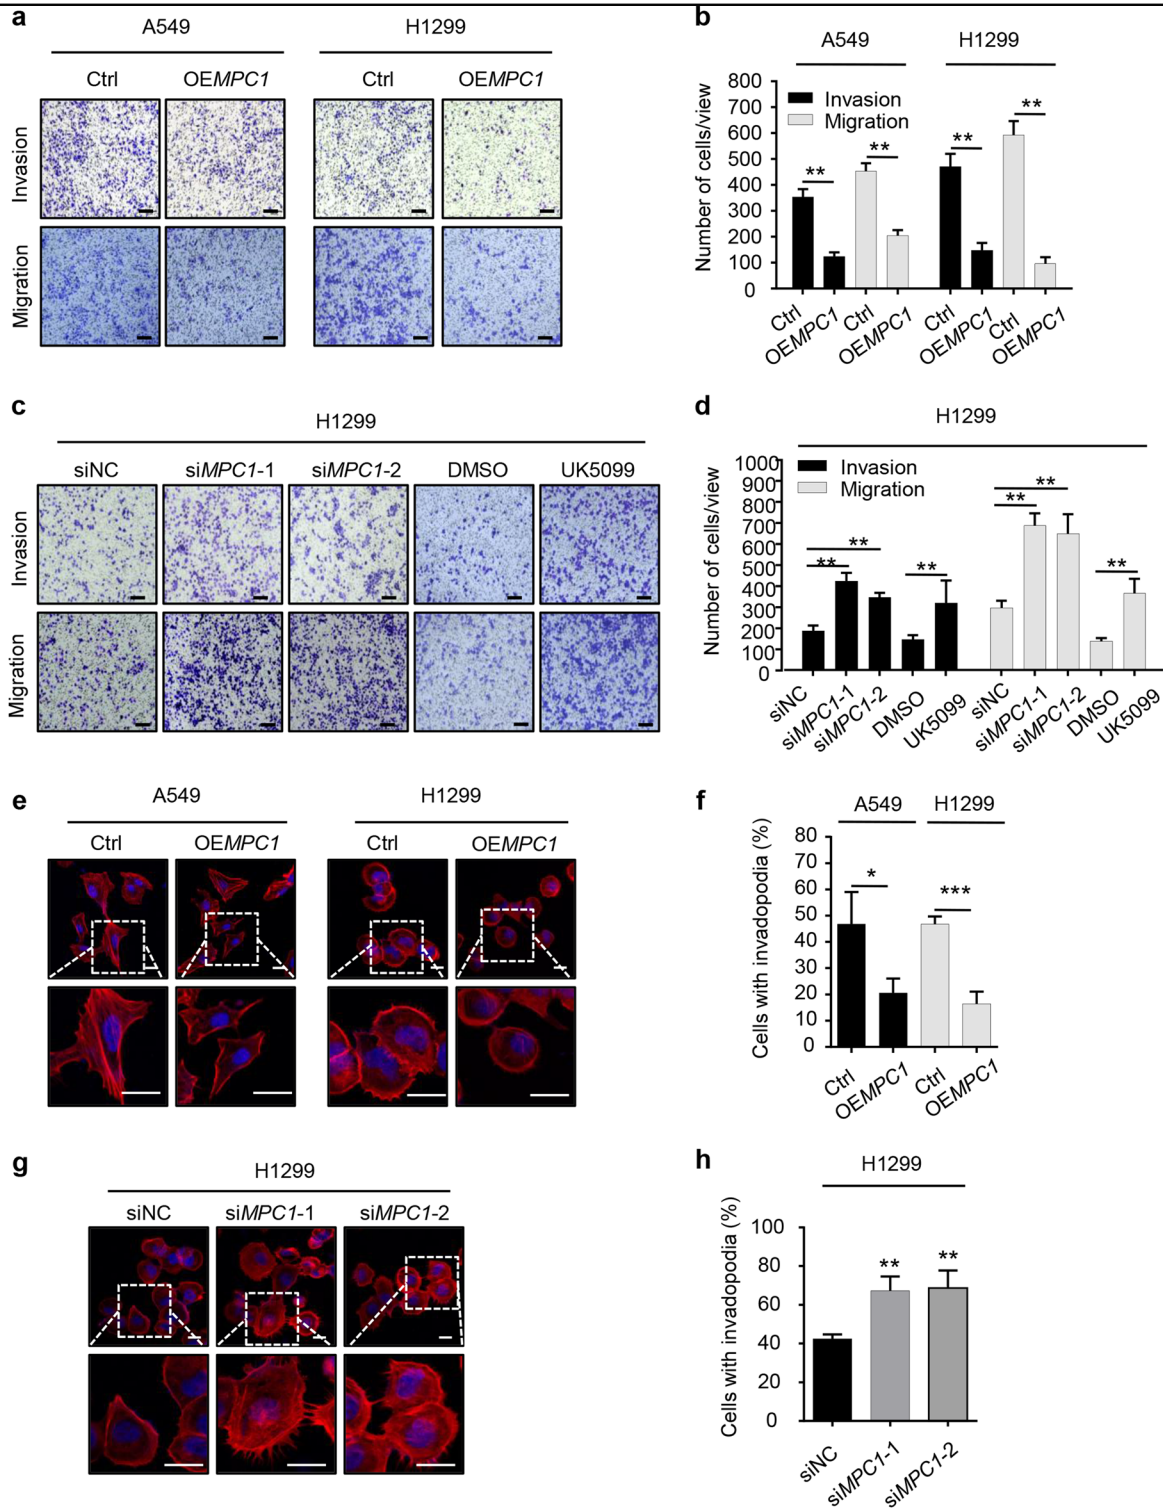 a
A549 H1299
Ctrl OEMPC1 Ctrl OEMPC1
Invasion
Migration
b
A549 H1299
Number of cells/view
800
700
600
500
400
300
200
100
0
Invasion
Migration
** ** ** **
Ctrl OEMPC1 Ctrl OEMPC1 Ctrl OEMPC1 Ctrl OEMPC1
c
H1299
siNC siMPC1-1 siMPC1-2 DMSO UK5099
Invasion
Migration
d
H1299
Number of cells/view
1000
900
800
700
600
500
400
300
200
100
0
Invasion
Migration
** ** ** ** ** **
siNC siMPC1-1 siMPC1-2 DMSO UK5099 siNC siMPC1-1 siMPC1-2 DMSO UK5099
e
A549 H1299
Ctrl OEMPC1 Ctrl OEMPC1
f
A549 H1299
Cells with invadopodia (%)
80
70
60
50
40
30
20
10
0
* ***
Ctrl OEMPC1 Ctrl OEMPC1
g
H1299
siNC siMPC1-1 siMPC1-2
h
H1299
Cells with invadopodia (%)
100
80
60
40
20
0
** **
siNC siMPC1-1 siMPC1-2